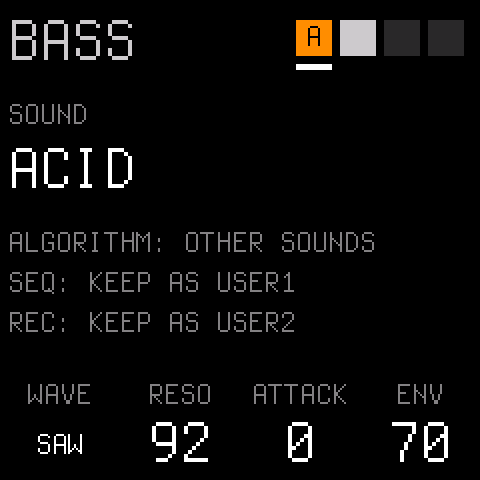 BASS A
SOUND
ACID
ALGORITHM: OTHER SOUNDS
SEQ: KEEP AS USER1
REC: KEEP AS USER2
WAVE RESO ATTACK ENV
SAW 92 0 70